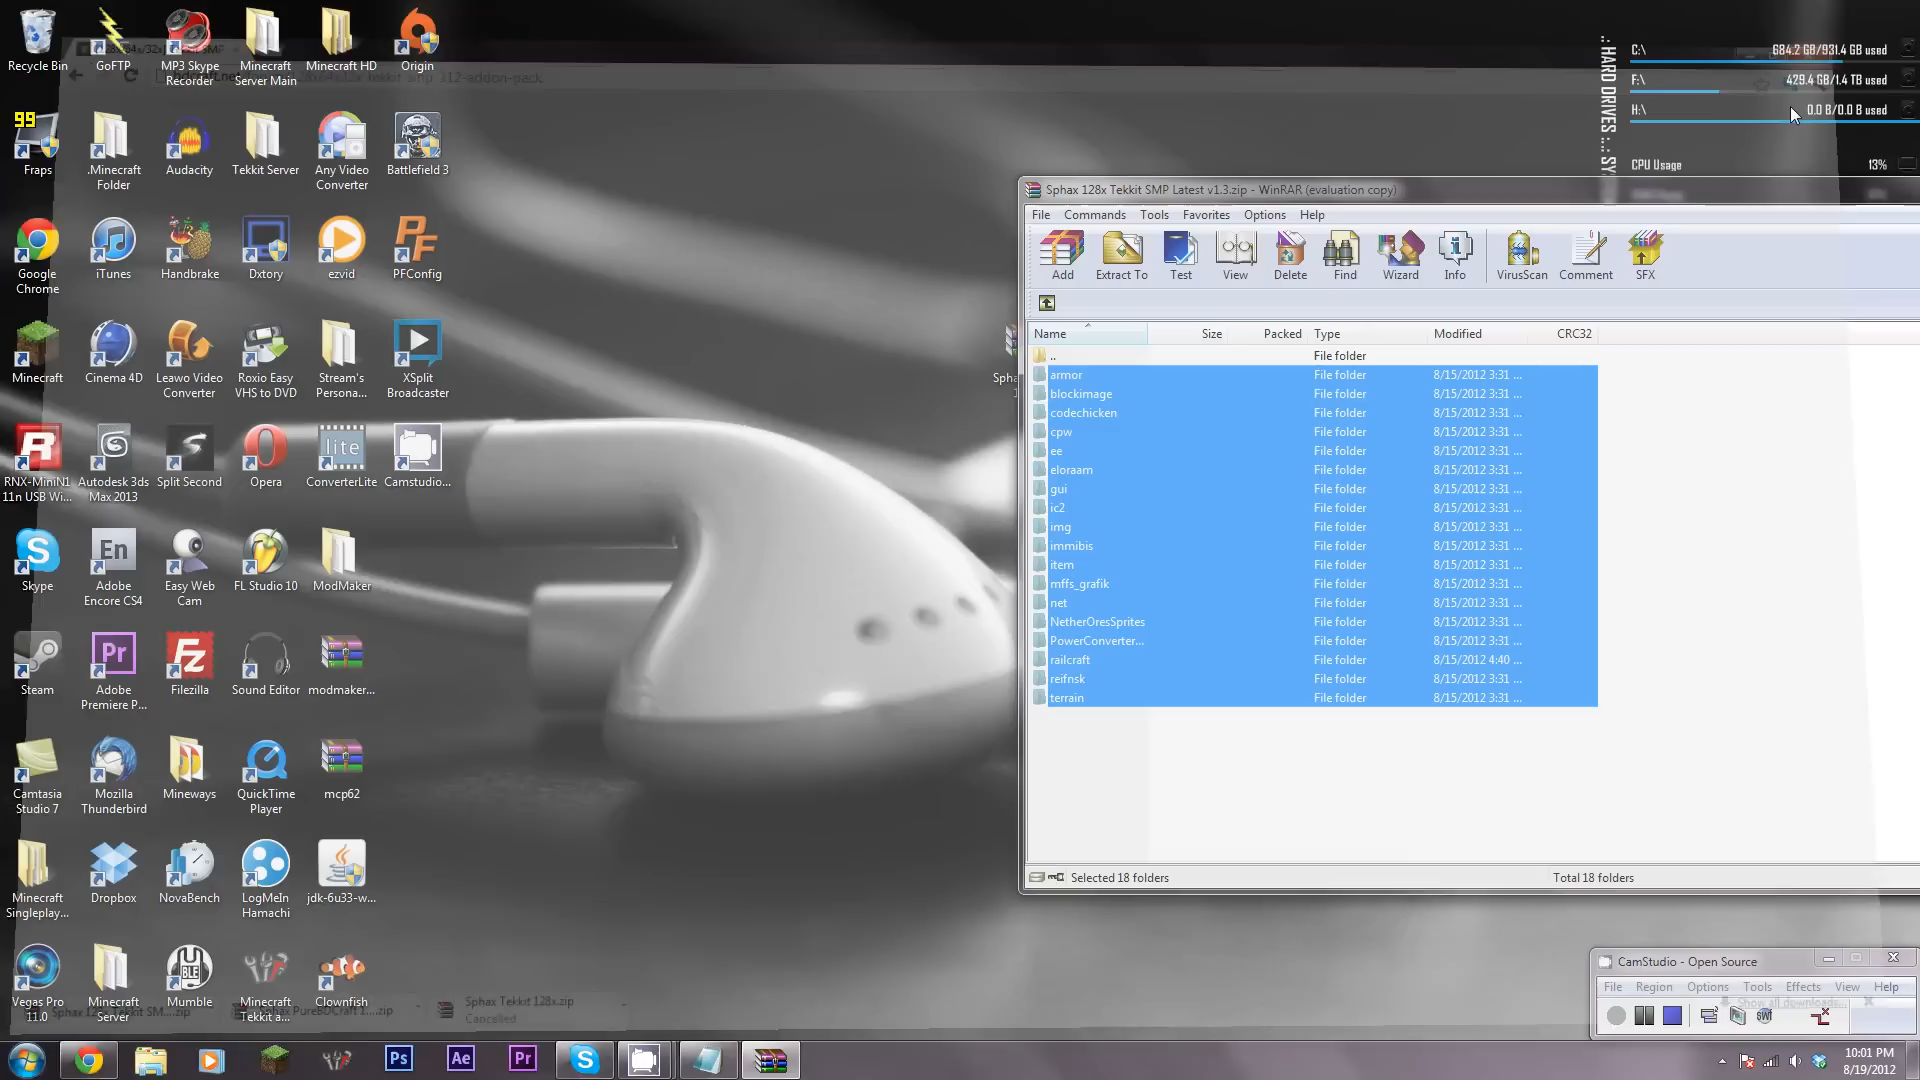 Recycle Bin
GoFTP
MP3 Skype
Recorder
Minecraft
Server Main
Minecraft HD
Origin
99
Fraps
.Minecraft
Folder
Audacity
Tekkit Server
Any Video
Converter
Battlefield 3
Google
Chrome
iTunes
Handbrake
Dxtory
ezvid
PF
PFConfig
Minecraft
Cinema 4D
Leawo Video
Converter
Roxio Easy
VHS to DVD
Stream's
Persona...
XSplit
Broadcaster
RNX-MiniN1
11n USB Wi...
Autodesk 3ds
Max 2013
Split Second
Opera
lite
ConverterLite
Camstudio...
Skype
En
Adobe
Encore CS4
Easy Web
Cam
FL Studio 10
ModMaker
Steam
Pr
Adobe
Premiere P...
Fz
Filezilla
Sound Editor
modmaker...
Camtasia
Studio 7
Mozilla
Thunderbird
Mineways
QuickTime
Player
mcp62
Minecraft
Singleplay...
Dropbox
NovaBench
LogMeIn
Hamachi
jdk-6u33-w...
Vegas Pro
11.0
Minecraft
Server
Mumble
Minecraft
Tekkit a...
Clownfish
Sphax Tekkit 128x.zip
Cancelled
Show all downloads...
.: HARD DRIVES :.
C:\ 684.2 GB/931.4 GB used
F:\ 429.4 GB/1.4 TB used
H:\ 0.0 B/0.0 B used
CPU Usage 13%
Sphax 128x Tekkit SMP Latest v1.3.zip - WinRAR (evaluation copy)
File Commands Tools Favorites Options Help
Add Extract To Test View Delete Find Wizard Info VirusScan Comment SFX
Name Size Packed Type Modified CRC32
.. File folder
armor File folder 8/15/2012 3:31 ...
blockimage File folder 8/15/2012 3:31 ...
codechicken File folder 8/15/2012 3:31 ...
cpw File folder 8/15/2012 3:31 ...
ee File folder 8/15/2012 3:31 ...
eloraam File folder 8/15/2012 3:31 ...
gui File folder 8/15/2012 3:31 ...
ic2 File folder 8/15/2012 3:31 ...
img File folder 8/15/2012 3:31 ...
immibis File folder 8/15/2012 3:31 ...
item File folder 8/15/2012 3:31 ...
mffs_grafik File folder 8/15/2012 3:31 ...
net File folder 8/15/2012 3:31 ...
NetherOresSprites File folder 8/15/2012 3:31 ...
PowerConverter... File folder 8/15/2012 3:31 ...
railcraft File folder 8/15/2012 4:40 ...
reifnsk File folder 8/15/2012 3:31 ...
terrain File folder 8/15/2012 3:31 ...
Selected 18 folders Total 18 folders
CamStudio - Open Source
File Region Options Tools Effects View Help
Ps Ae Pr
10:01 PM
8/19/2012